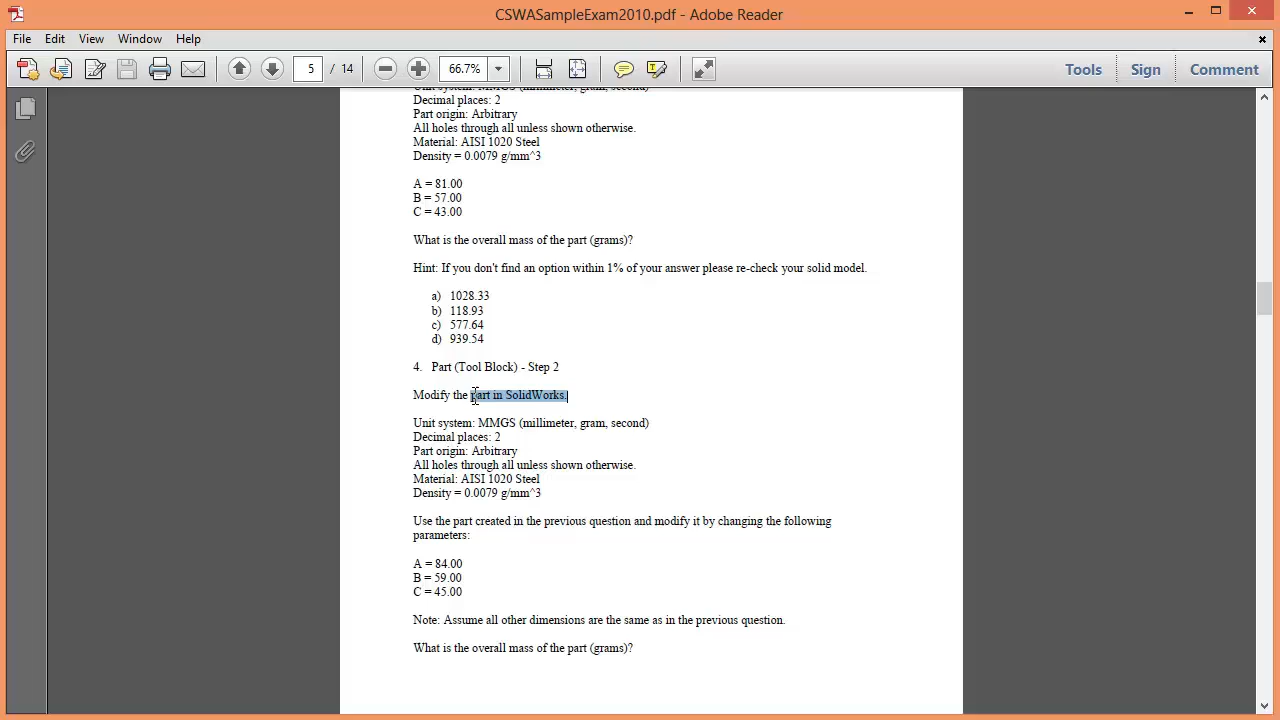 CSWASampleExam2010.pdf - Adobe Reader
File Edit View Window Help
5 / 14 66.7% Tools Sign Comment
Unit system: MMGS (millimeter, gram, second)
Decimal places: 2
Part origin: Arbitrary
All holes through all unless shown otherwise.
Material: AISI 1020 Steel
Density = 0.0079 g/mm^3
A = 81.00
B = 57.00
C = 43.00
What is the overall mass of the part (grams)?
Hint: If you don't find an option within 1% of your answer please re-check your solid model.
a) 1028.33
b) 118.93
c) 577.64
d) 939.54
4. Part (Tool Block) - Step 2
Modify the part in SolidWorks.
Unit system: MMGS (millimeter, gram, second)
Decimal places: 2
Part origin: Arbitrary
All holes through all unless shown otherwise.
Material: AISI 1020 Steel
Density = 0.0079 g/mm^3
Use the part created in the previous question and modify it by changing the following
parameters:
A = 84.00
B = 59.00
C = 45.00
Note: Assume all other dimensions are the same as in the previous question.
What is the overall mass of the part (grams)?